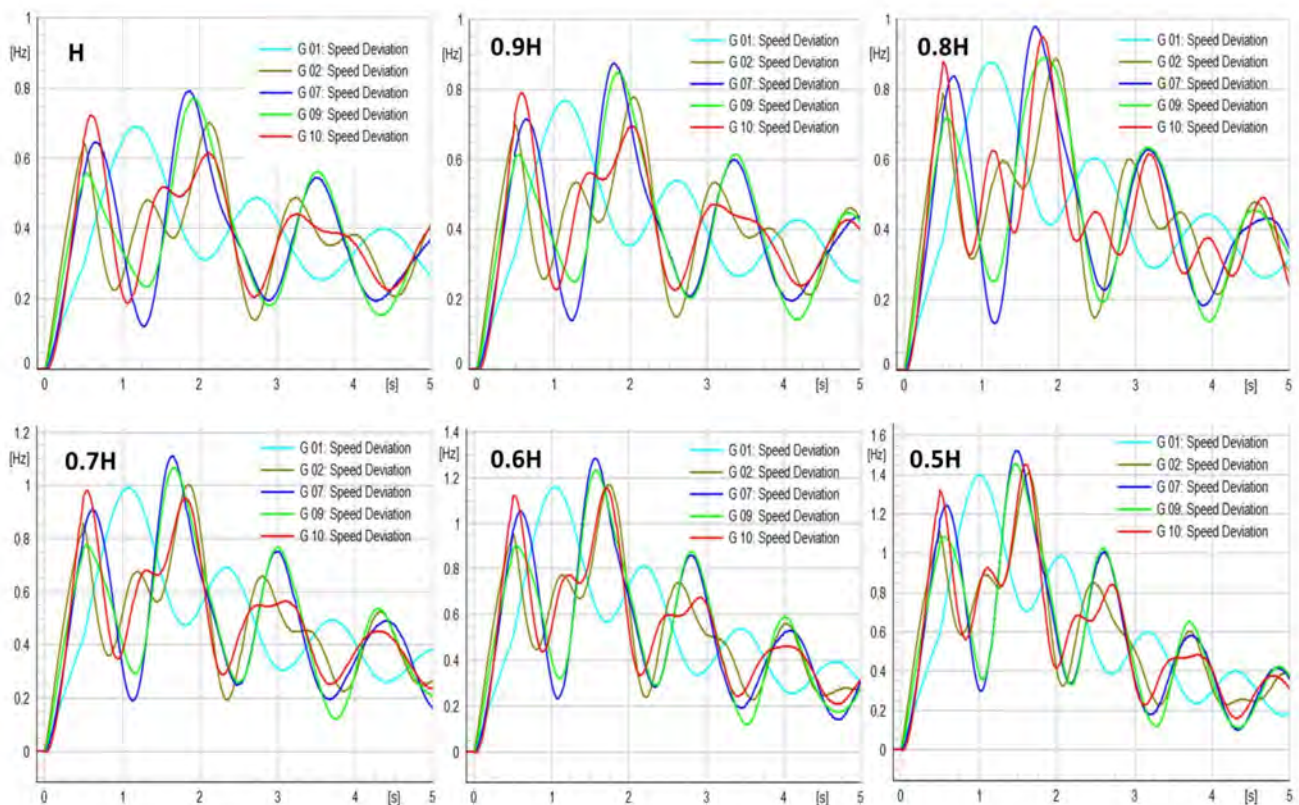 H
[Hz]
1
0.8
0.6
0.4
0.2
0
0
1
2
3
4
5
[s]
G 01: Speed Deviation
G 02: Speed Deviation
G 07: Speed Deviation
G 09: Speed Deviation
G 10: Speed Deviation
0.9H
[Hz]
1
0.8
0.6
0.4
0.2
0
0
1
2
3
4
5
[s]
G 01: Speed Deviation
G 02: Speed Deviation
G 07: Speed Deviation
G 09: Speed Deviation
G 10: Speed Deviation
0.8H
[Hz]
1
0.8
0.6
0.4
0.2
0
0
1
2
3
4
5
[s]
G 01: Speed Deviation
G 02: Speed Deviation
G 07: Speed Deviation
G 09: Speed Deviation
G 10: Speed Deviation
0.7H
[Hz]
1.2
1
0.8
0.6
0.4
0.2
0
0
1
2
3
4
5
[s]
G 01: Speed Deviation
G 02: Speed Deviation
G 07: Speed Deviation
G 09: Speed Deviation
G 10: Speed Deviation
0.6H
[Hz]
1.4
1.2
1
0.8
0.6
0.4
0.2
0
0
1
2
3
4
5
[s]
G 01: Speed Deviation
G 02: Speed Deviation
G 07: Speed Deviation
G 09: Speed Deviation
G 10: Speed Deviation
0.5H
[Hz]
1.6
1.4
1.2
1
0.8
0.6
0.4
0.2
0
0
1
2
3
4
5
[s]
G 01: Speed Deviation
G 02: Speed Deviation
G 07: Speed Deviation
G 09: Speed Deviation
G 10: Speed Deviation